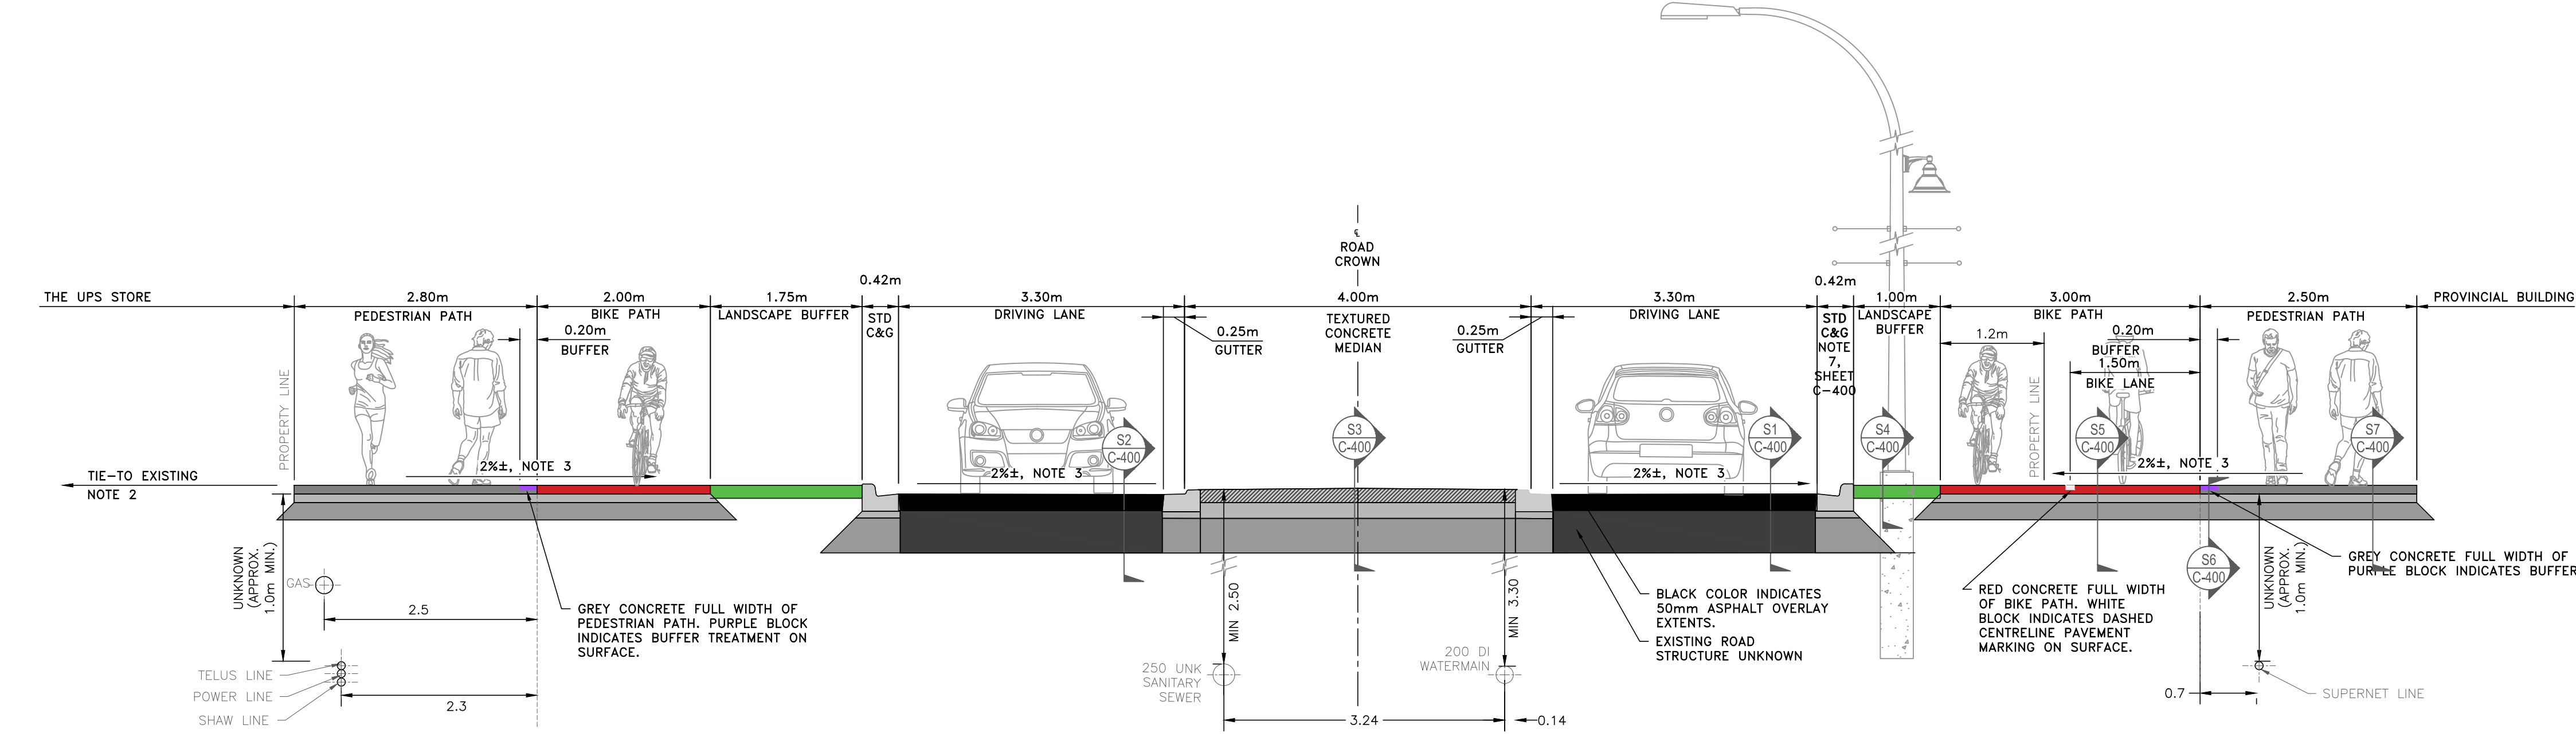 ℄
ROAD
CROWN
0.42m
0.42m
THE UPS STORE
2.80m
2.00m
1.75m
3.30m
4.00m
3.30m
1.00m
3.00m
2.50m
PROVINCIAL BUILDING
PEDESTRIAN PATH
BIKE PATH
LANDSCAPE BUFFER
STD
C&G
DRIVING LANE
TEXTURED
CONCRETE
MEDIAN
DRIVING LANE
STD
C&G
NOTE
7,
SHEET
C-400
LANDSCAPE
BUFFER
BIKE PATH
PEDESTRIAN PATH
0.20m
BUFFER
0.25m
GUTTER
0.25m
GUTTER
1.2m
0.20m
BUFFER
1.50m
BIKE LANE
PROPERTY LINE
PROPERTY LINE
S2
C-400
S3
C-400
S1
C-400
S4
C-400
S5
C-400
S7
C-400
TIE-TO EXISTING
NOTE 2
2%±, NOTE 3
2%±, NOTE 3
2%±, NOTE 3
2%±, NOTE 3
UNKNOWN
(APPROX.
1.0m MIN.)
GAS
2.5
GREY CONCRETE FULL WIDTH OF
PEDESTRIAN PATH. PURPLE BLOCK
INDICATES BUFFER TREATMENT ON
SURFACE.
TELUS LINE
POWER LINE
SHAW LINE
2.3
MIN 2.50
250 UNK
SANITARY
SEWER
MIN 3.30
200 DI
WATERMAIN
3.24
0.14
BLACK COLOR INDICATES
50mm ASPHALT OVERLAY
EXTENTS.
EXISTING ROAD
STRUCTURE UNKNOWN
RED CONCRETE FULL WIDTH
OF BIKE PATH. WHITE
BLOCK INDICATES DASHED
CENTRELINE PAVEMENT
MARKING ON SURFACE.
S6
C-400
UNKNOWN
(APPROX.
1.0m MIN.)
GREY CONCRETE FULL WIDTH OF
PURPLE BLOCK INDICATES BUFFER
0.7
SUPERNET LINE